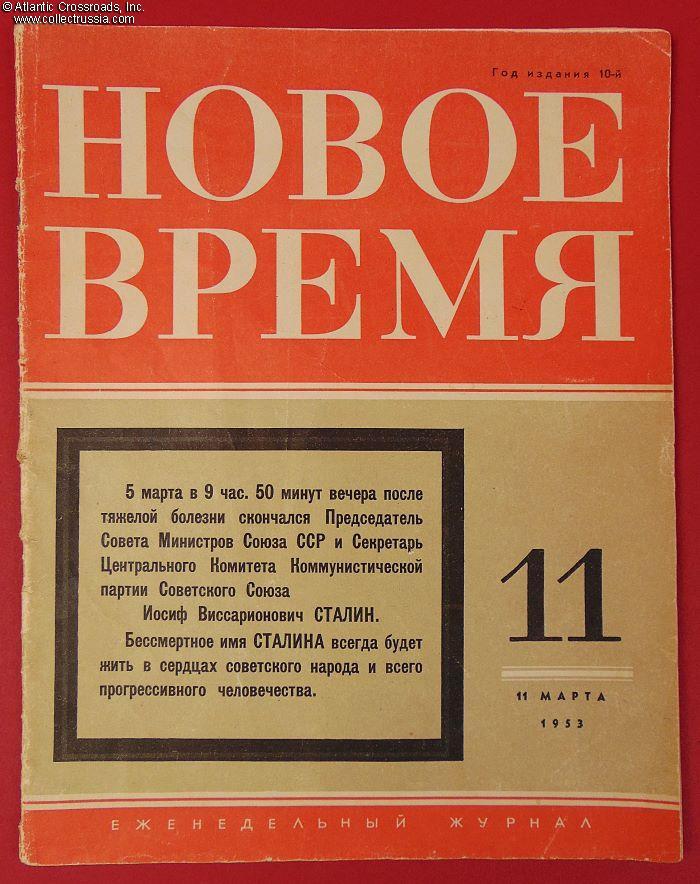 © Atlantic Crossroads, Inc.
www.collectrussia.com
Год издания 10-й
НОВОЕ
ВРЕМЯ
5 марта в 9 час. 50 минут вечера после
тяжелой болезни скончался Председатель
Совета Министров Союза ССР и Секретарь
Центрального Комитета Коммунистической
партии Советского Союза
Иосиф Виссарионович СТАЛИН.
Бессмертное имя СТАЛИНА всегда будет
жить в сердцах советского народа и всего
прогрессивного человечества.
11
11 МАРТА
1953
ЕЖЕНЕДЕЛЬНЫЙ ЖУРНАЛ